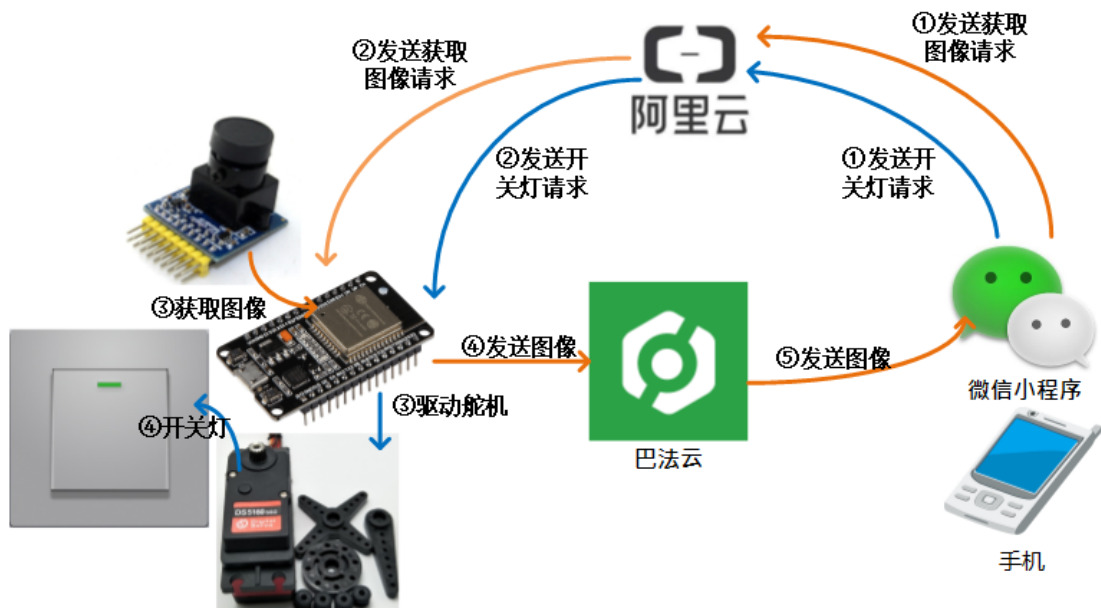 ①发送获取
图像请求
②发送获取
图像请求
阿里云
②发送开
关灯请求
①发送开
关灯请求
③获取图像
④发送图像
⑤发送图像
微信小程序
③驱动舵机
④开关灯
巴法云
DS5160
手机